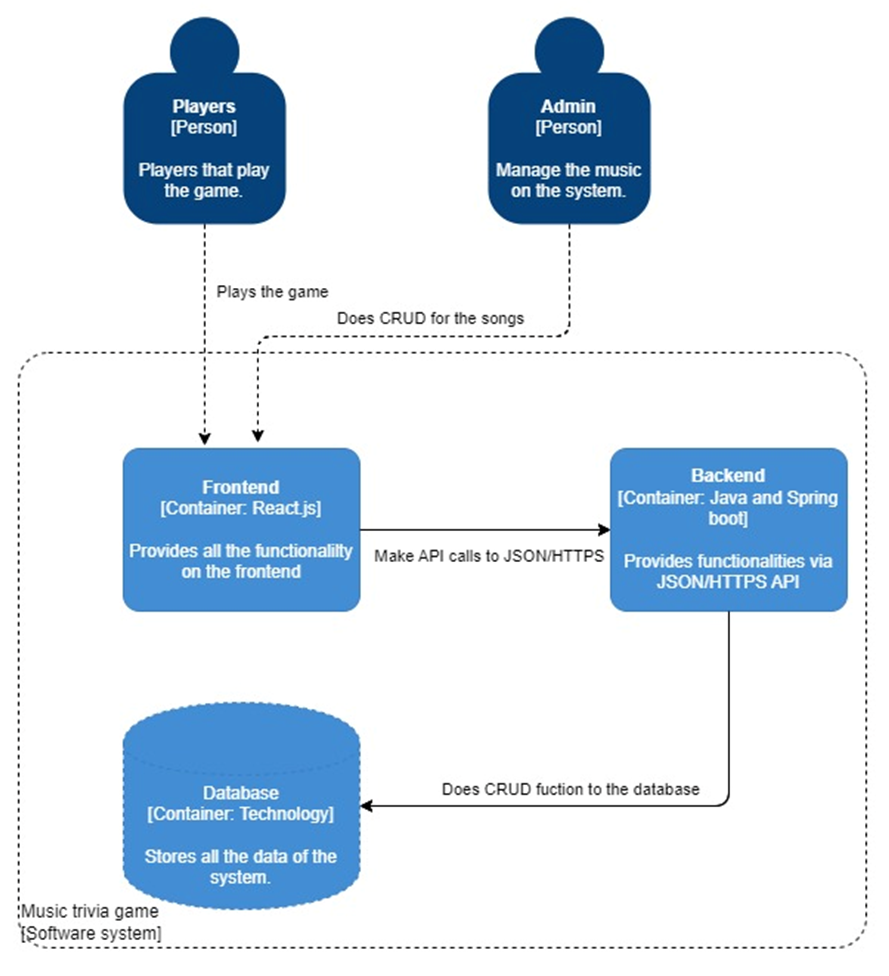 Players
[Person]
Players that play
the game.
Admin
[Person]
Manage the music
on the system.
Plays the game
Does CRUD for the songs
Frontend
[Container: React.js]
Provides all the functionalilty
on the frontend
Make API calls to JSON/HTTPS
Backend
[Container: Java and Spring
boot]
Provides functionalities via
JSON/HTTPS API
Does CRUD fuction to the database
Database
[Container: Technology]
Stores all the data of the
system.
Music trivia game
[Software system]